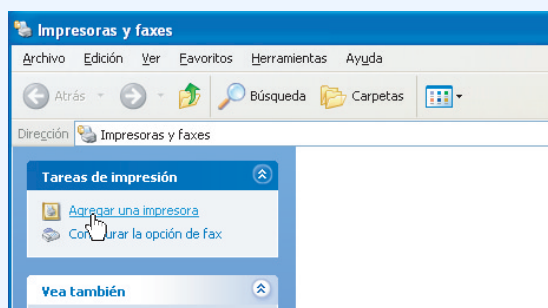 Impresoras y faxes
Archivo Edición Ver Favoritos Herramientas Ayuda
Atrás Búsqueda Carpetas
Dirección Impresoras y faxes
Tareas de impresión
Agregar una impresora
Configurar la opción de fax
Vea también